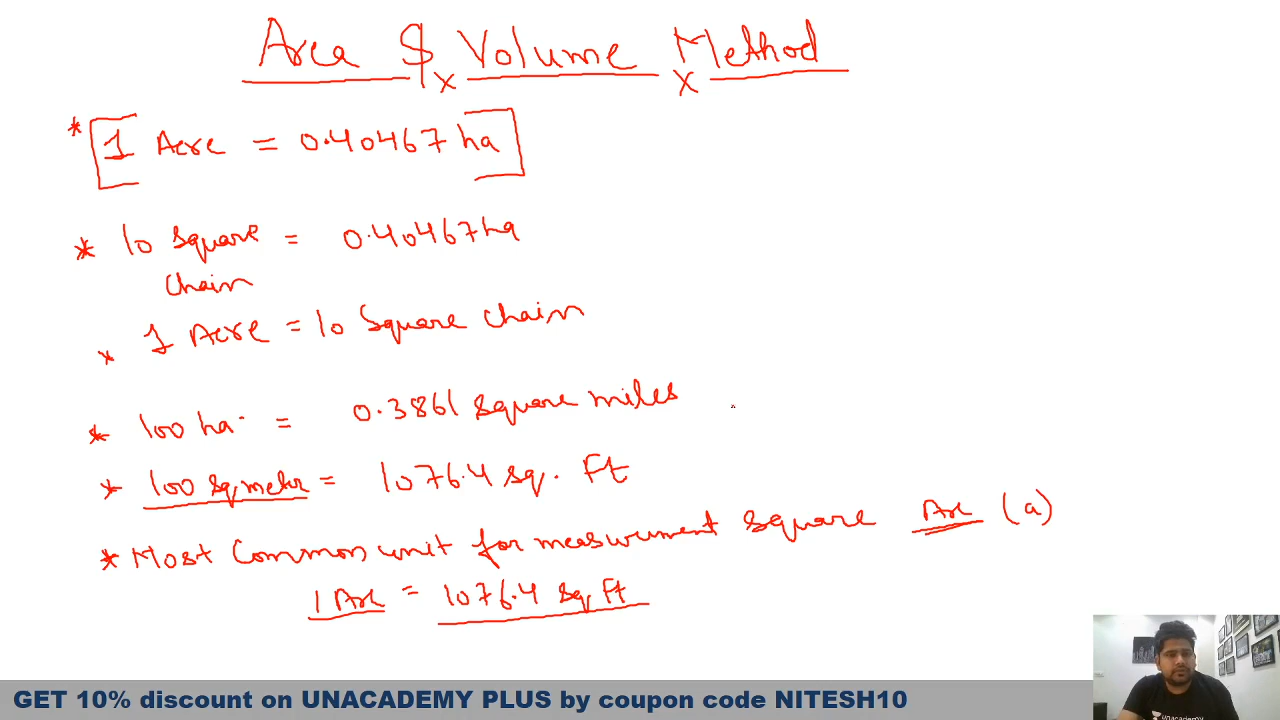 Area & Volume Method
x x
* 1 Acre = 0.40467 ha
* 10 square = 0.40467 ha
chain
* 1 Acre = 10 Square chain
* 100 ha. = 0.3861 square miles
* 100 sq meter = 1076.4 sq. Ft
* Most Common unit for measurement square Are (a)
1 Are = 1076.4 sq. Ft
unacademy
GET 10% discount on UNACADEMY PLUS by coupon code NITESH10